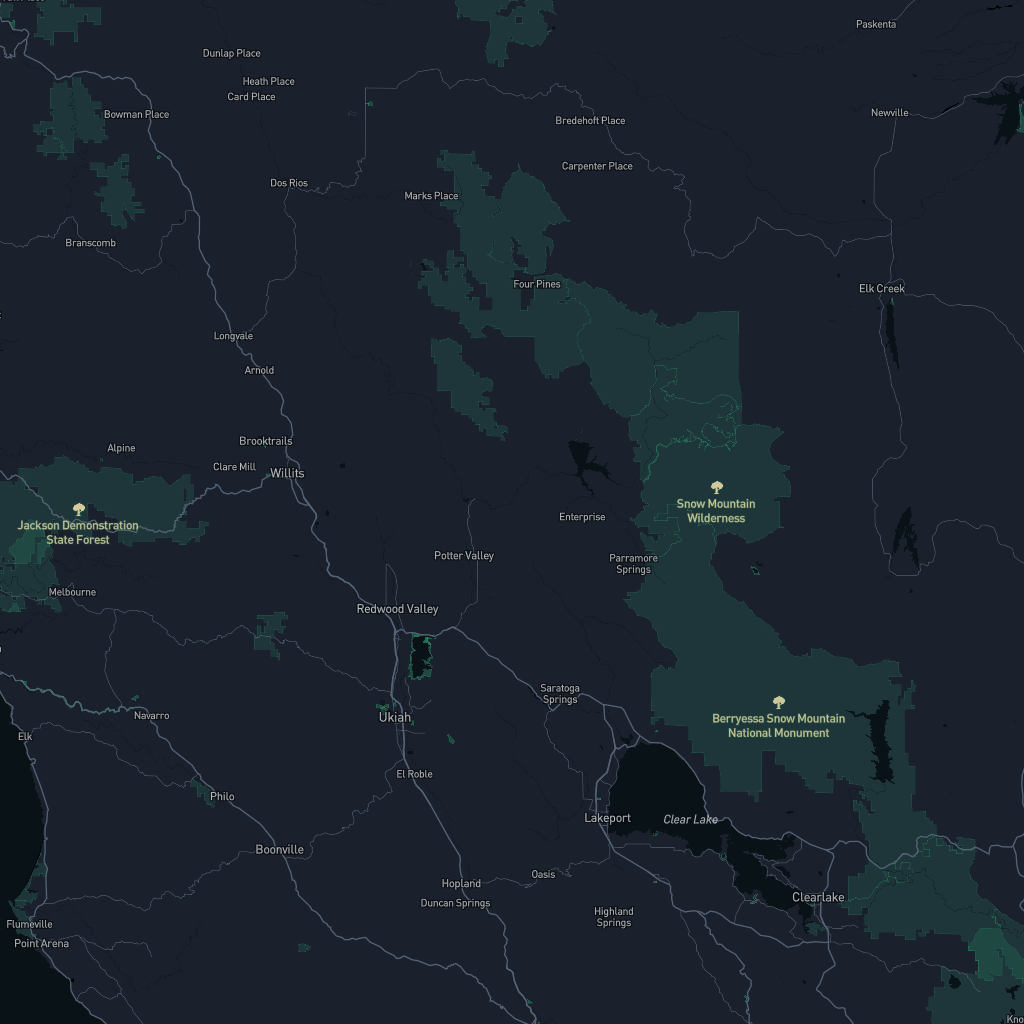 Paskenta
Dunlap Place
Heath Place
Card Place
Bowman Place
Newville
Bredehoft Place
Carpenter Place
Dos Rios
Marks Place
Branscomb
Four Pines
Elk Creek
Longvale
Arnold
Brooktrails
Alpine
Clare Mill
Willits
Snow Mountain
Wilderness
Jackson Demonstration
State Forest
Enterprise
Potter Valley
Parramore
Springs
Melbourne
Redwood Valley
Saratoga
Springs
Navarro
Ukiah
Berryessa Snow Mountain
National Monument
Elk
El Roble
Philo
Lakeport
Clear Lake
Boonville
Oasis
Hopland
Clearlake
Duncan Springs
Highland
Springs
Flumeville
Point Arena